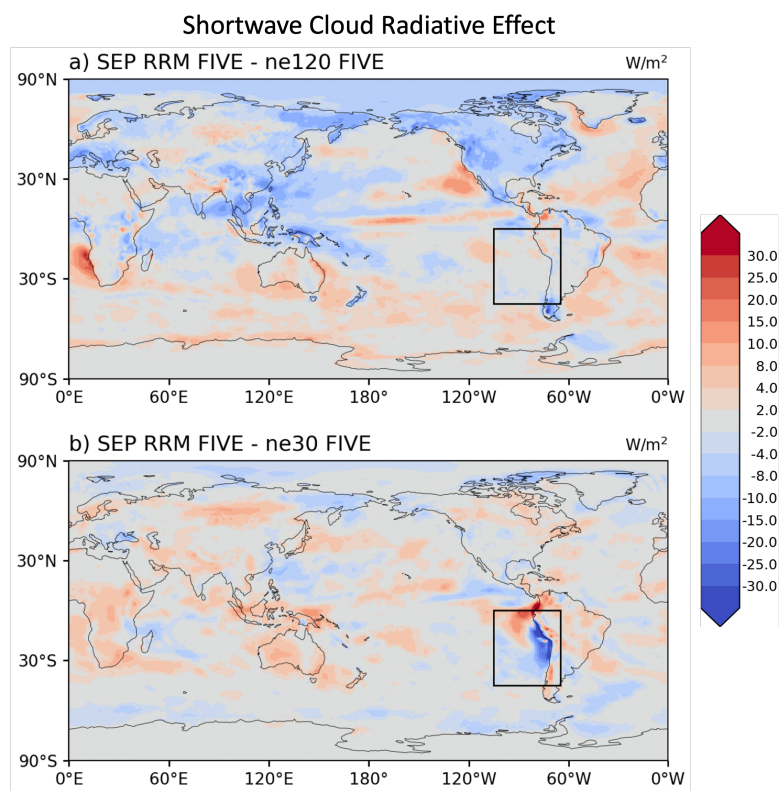 Shortwave Cloud Radiative Effect
a) SEP RRM FIVE - ne120 FIVE
W/m²
90°N
30°N
30°S
90°S
0°E 60°E 120°E 180° 120°W 60°W 0°W
b) SEP RRM FIVE - ne30 FIVE
W/m²
90°N
30°N
30°S
90°S
0°E 60°E 120°E 180° 120°W 60°W 0°W
30.0
25.0
20.0
15.0
10.0
8.0
4.0
2.0
-2.0
-4.0
-8.0
-10.0
-15.0
-20.0
-25.0
-30.0